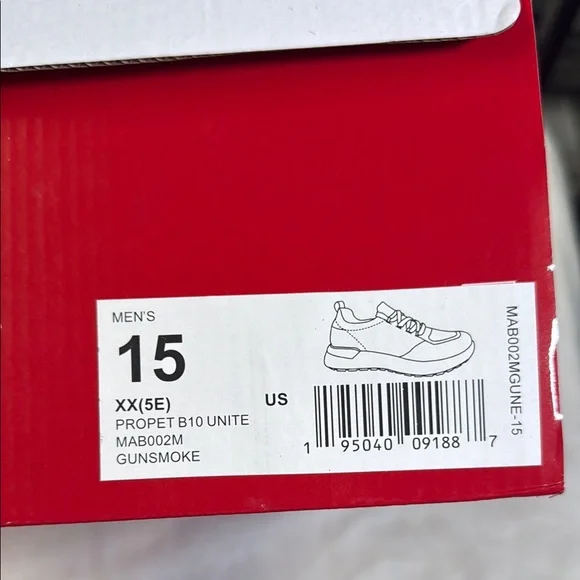 MEN'S
15
XX(5E)
US
PROPET B10 UNITE
MAB002M
GUNSMOKE
1 95040 09188 7
MAB002MGUNE-15